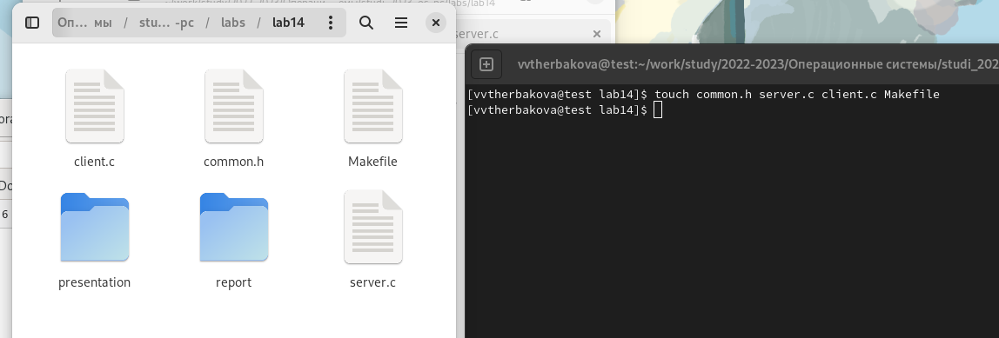 Оп… мы / stu… -pc / labs / lab14
server.c
client.c
common.h
Makefile
presentation
report
server.c
6
vvtherbakova@test:~/work/study/2022-2023/Операционные системы/studi_202
[vvtherbakova@test lab14]$ touch common.h server.c client.c Makefile
[vvtherbakova@test lab14]$